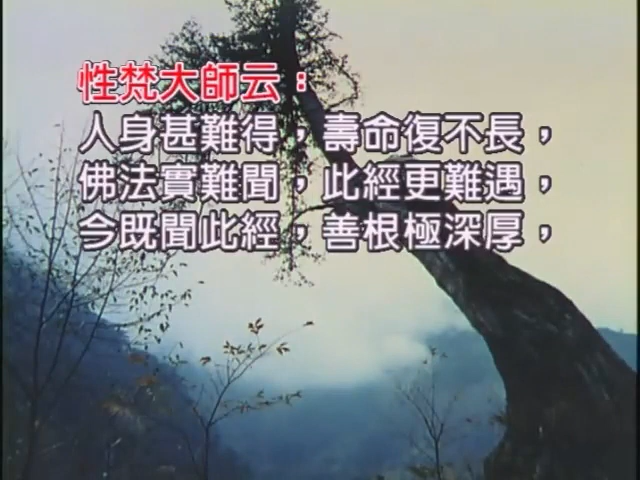 性梵大師云：
人身甚難得，壽命復不長，
佛法實難聞，此經更難遇，
今既聞此經，善根極深厚，